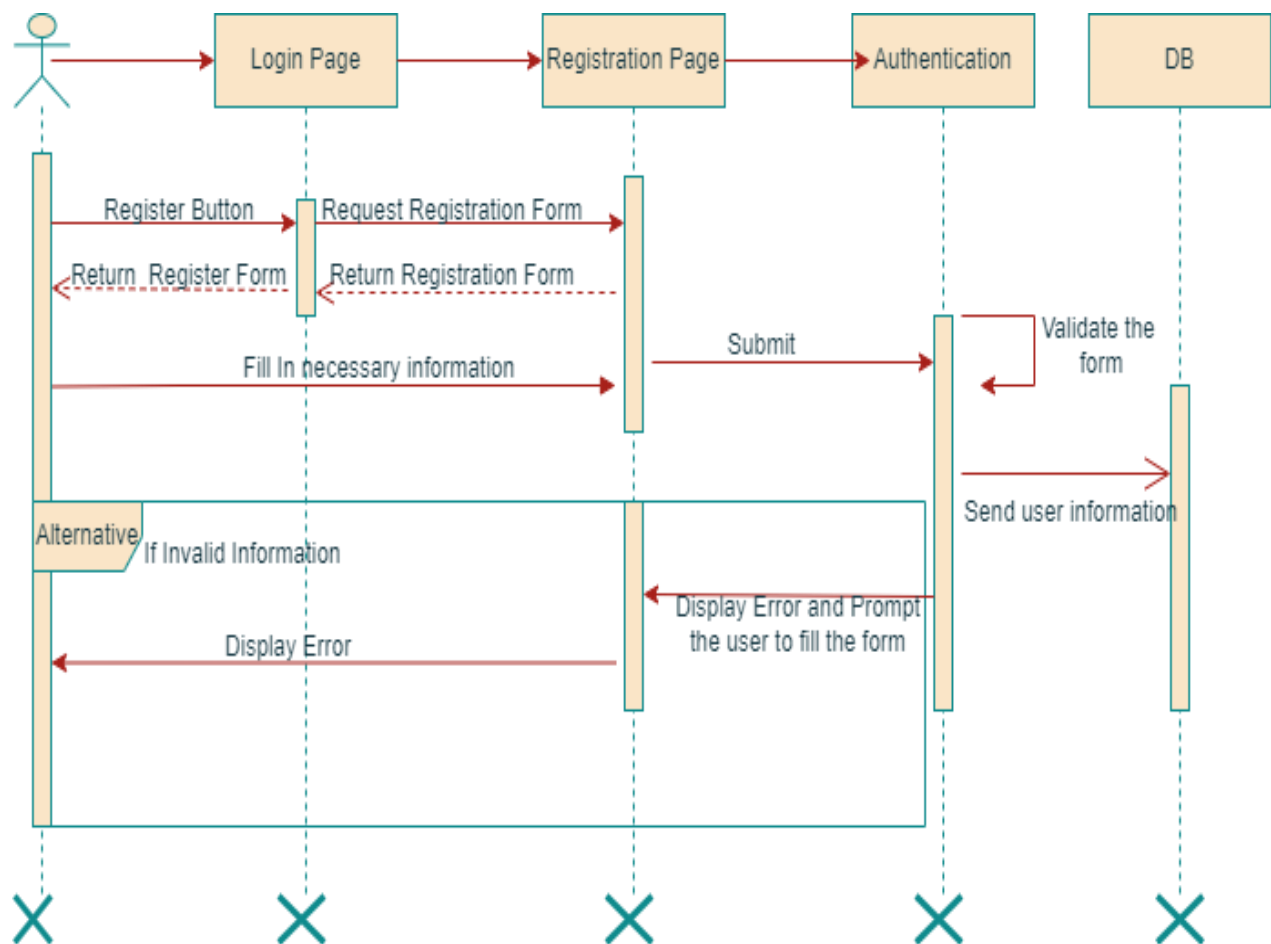 Login Page
Registration Page
Authentication
DB
Register Button
Request Registration Form
Return Register Form
Return Registration Form
Validate the
form
Submit
Fill In necessary information
Send user information
Alternative
If Invalid Information
Display Error and Prompt
the user to fill the form
Display Error